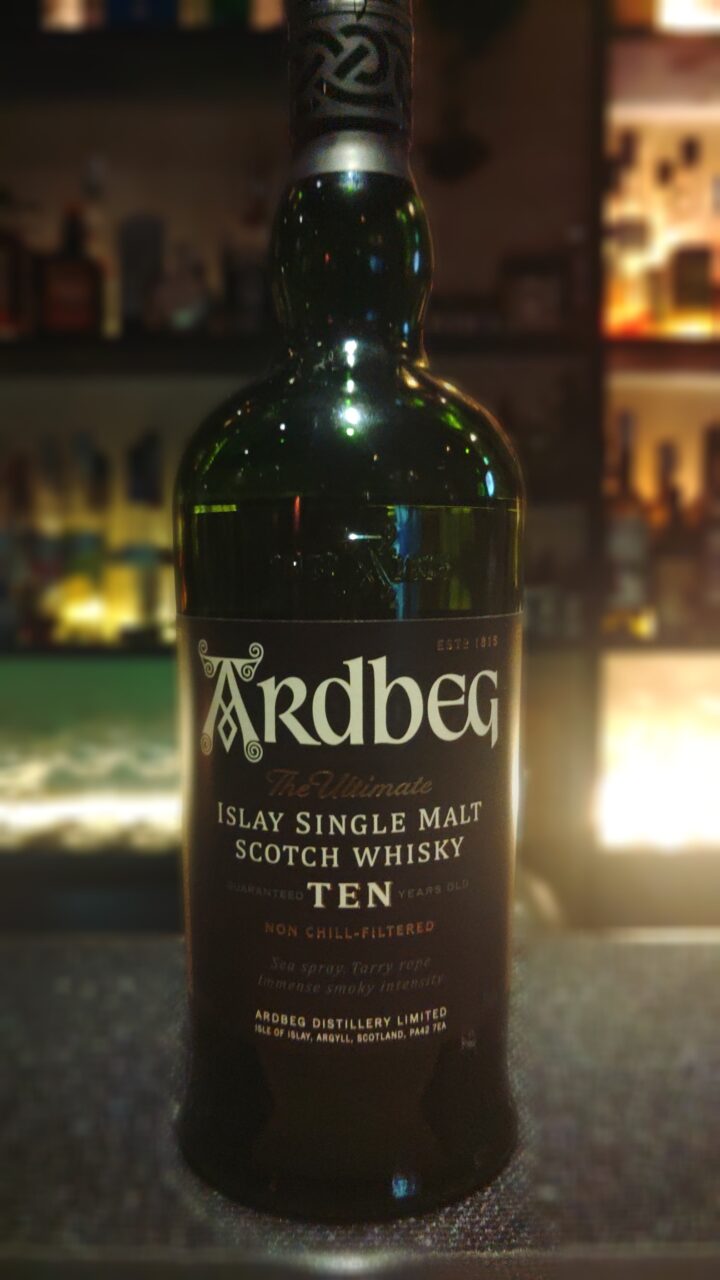 ESTD 1815
ARdbeG
The Ultimate
ISLAY SINGLE MALT
SCOTCH WHISKY
GUARANTEED TEN YEARS OLD
NON CHILL-FILTERED
Sea spray. Tarry rope
Immense smoky intensity
ARDBEG DISTILLERY LIMITED
ISLE OF ISLAY, ARGYLL, SCOTLAND, PA42 7EA